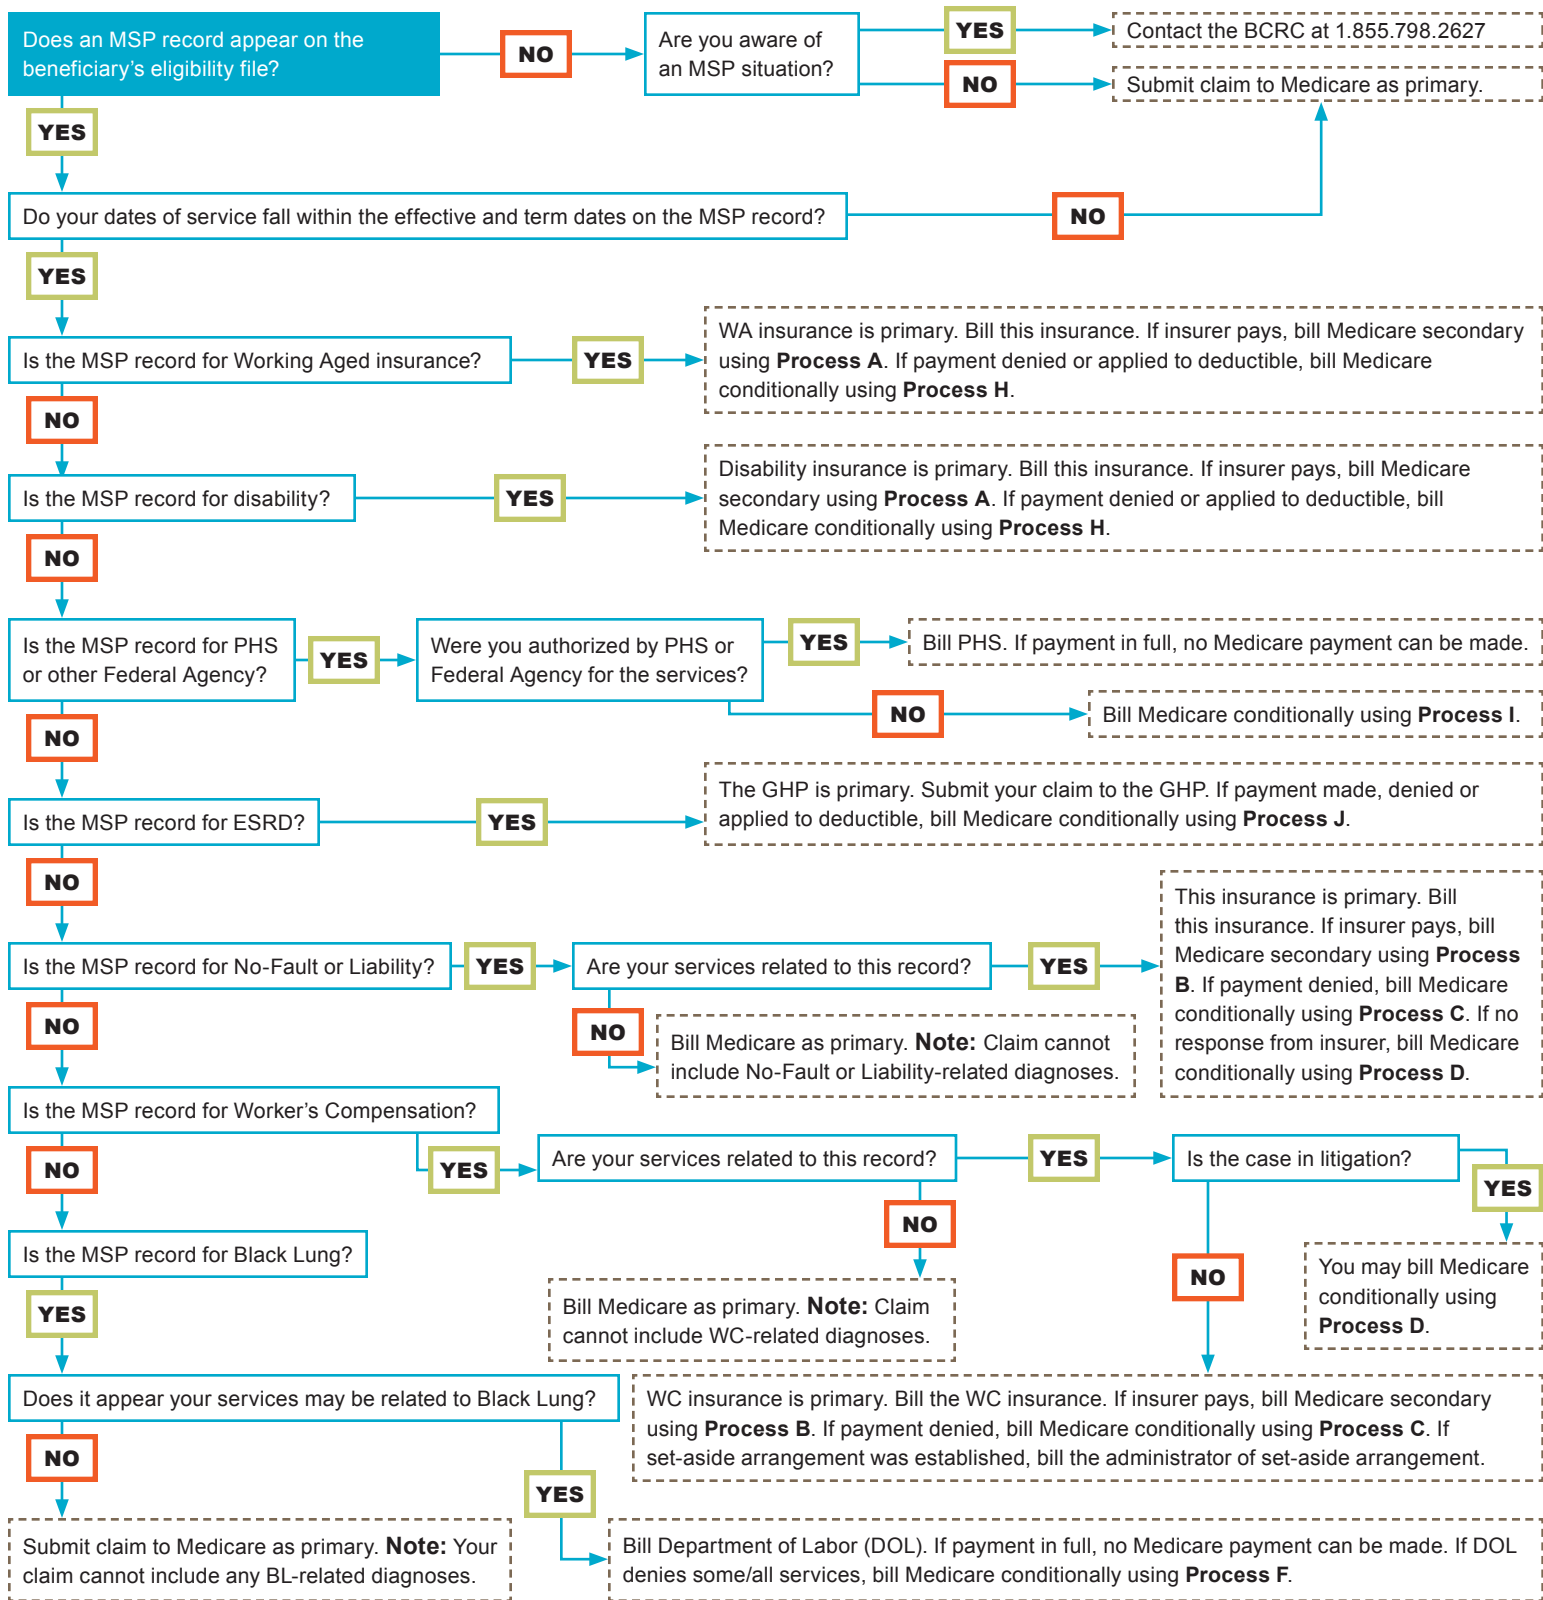 Does an MSP record appear on the
beneficiary's eligibility file?
NO
Are you aware of
an MSP situation?
YES
Contact the BCRC at 1.855.798.2627
NO
Submit claim to Medicare as primary.
YES
Do your dates of service fall within the effective and term dates on the MSP record?
NO
YES
Is the MSP record for Working Aged insurance?
YES
WA insurance is primary. Bill this insurance. If insurer pays, bill Medicare secondary
using Process A. If payment denied or applied to deductible, bill Medicare
conditionally using Process H.
NO
Is the MSP record for disability?
YES
Disability insurance is primary. Bill this insurance. If insurer pays, bill Medicare
secondary using Process A. If payment denied or applied to deductible, bill
Medicare conditionally using Process H.
NO
Is the MSP record for PHS
or other Federal Agency?
YES
Were you authorized by PHS or
Federal Agency for the services?
YES
Bill PHS. If payment in full, no Medicare payment can be made.
NO
Bill Medicare conditionally using Process I.
NO
Is the MSP record for ESRD?
YES
The GHP is primary. Submit your claim to the GHP. If payment made, denied or
applied to deductible, bill Medicare conditionally using Process J.
NO
Is the MSP record for No-Fault or Liability?
YES
Are your services related to this record?
YES
This insurance is primary. Bill
this insurance. If insurer pays, bill
Medicare secondary using Process
B. If payment denied, bill Medicare
conditionally using Process C. If no
response from insurer, bill Medicare
conditionally using Process D.
NO
Bill Medicare as primary. Note: Claim cannot
include No-Fault or Liability-related diagnoses.
NO
Is the MSP record for Worker's Compensation?
YES
Are your services related to this record?
YES
Is the case in litigation?
YES
You may bill Medicare
conditionally using
Process D.
NO
Bill Medicare as primary. Note: Claim
cannot include WC-related diagnoses.
NO
WC insurance is primary. Bill the WC insurance. If insurer pays, bill Medicare secondary
using Process B. If payment denied, bill Medicare conditionally using Process C. If
set-aside arrangement was established, bill the administrator of set-aside arrangement.
NO
Is the MSP record for Black Lung?
YES
Does it appear your services may be related to Black Lung?
NO
Submit claim to Medicare as primary. Note: Your
claim cannot include any BL-related diagnoses.
YES
Bill Department of Labor (DOL). If payment in full, no Medicare payment can be made. If DOL
denies some/all services, bill Medicare conditionally using Process F.